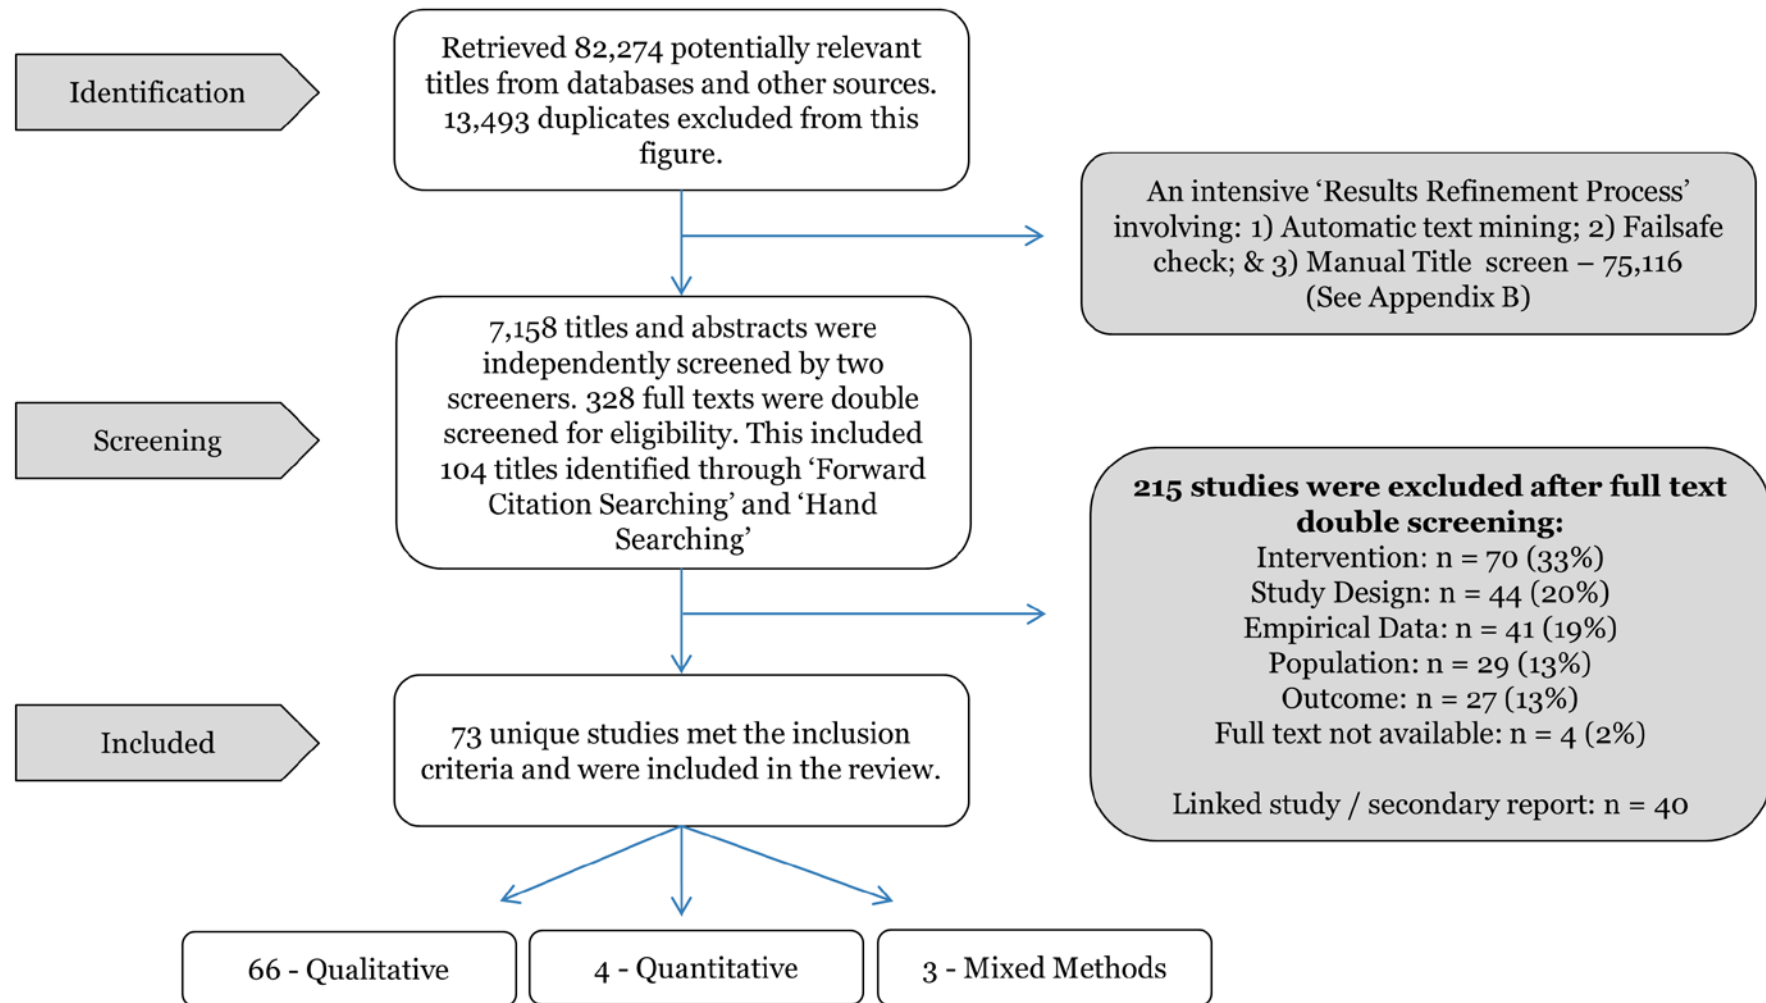 Identification
Retrieved 82,274 potentially relevant
titles from databases and other sources.
13,493 duplicates excluded from this
figure.
An intensive ‘Results Refinement Process’
involving: 1) Automatic text mining; 2) Failsafe
check; & 3) Manual Title screen – 75,116
(See Appendix B)
Screening
7,158 titles and abstracts were
independently screened by two
screeners. 328 full texts were double
screened for eligibility. This included
104 titles identified through ‘Forward
Citation Searching’ and ‘Hand
Searching’
215 studies were excluded after full text
double screening:
Intervention: n = 70 (33%)
Study Design: n = 44 (20%)
Empirical Data: n = 41 (19%)
Population: n = 29 (13%)
Outcome: n = 27 (13%)
Full text not available: n = 4 (2%)
Linked study / secondary report: n = 40
Included
73 unique studies met the inclusion
criteria and were included in the review.
66 - Qualitative
4 - Quantitative
3 - Mixed Methods